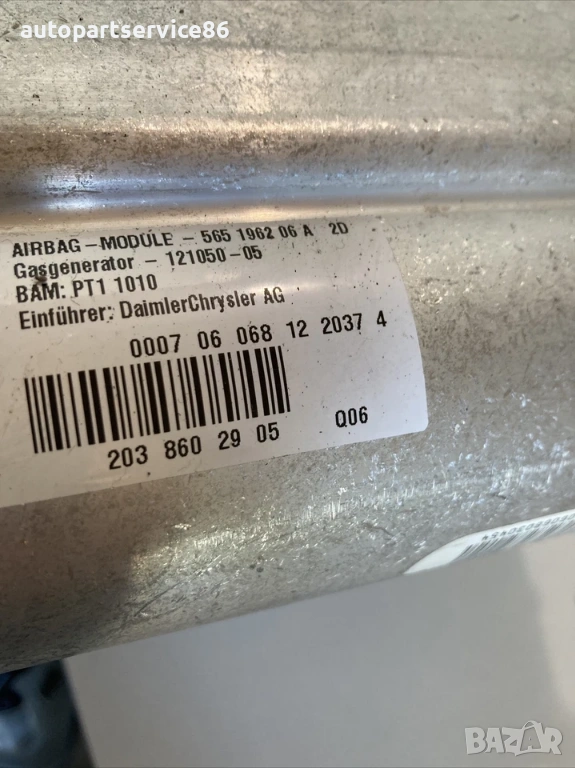 autopartservice86
AIRBAG-MODULE - 565 1962 06 A 2D
Gasgenerator - 121050-05
BAM: PT1 1010
Einführer: DaimlerChrysler AG
0007 06 068 12 2037 4
203 860 29 05
Q06
BAZAR